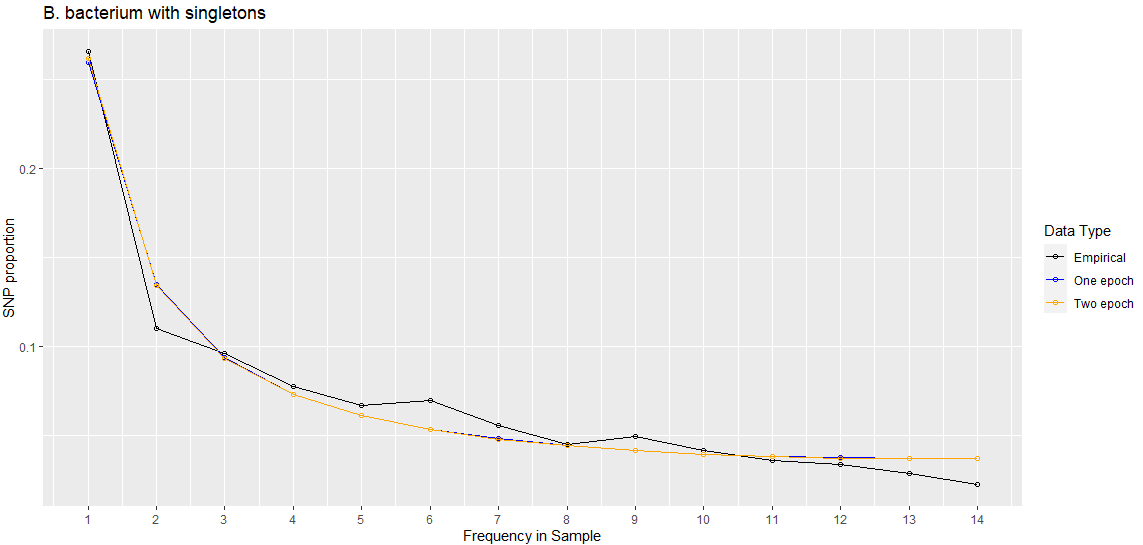 B. bacterium with singletons
SNP proportion
0.2
0.1
1 2 3 4 5 6 7 8 9 10 11 12 13 14
Frequency in Sample
Data Type
Empirical
One epoch
Two epoch